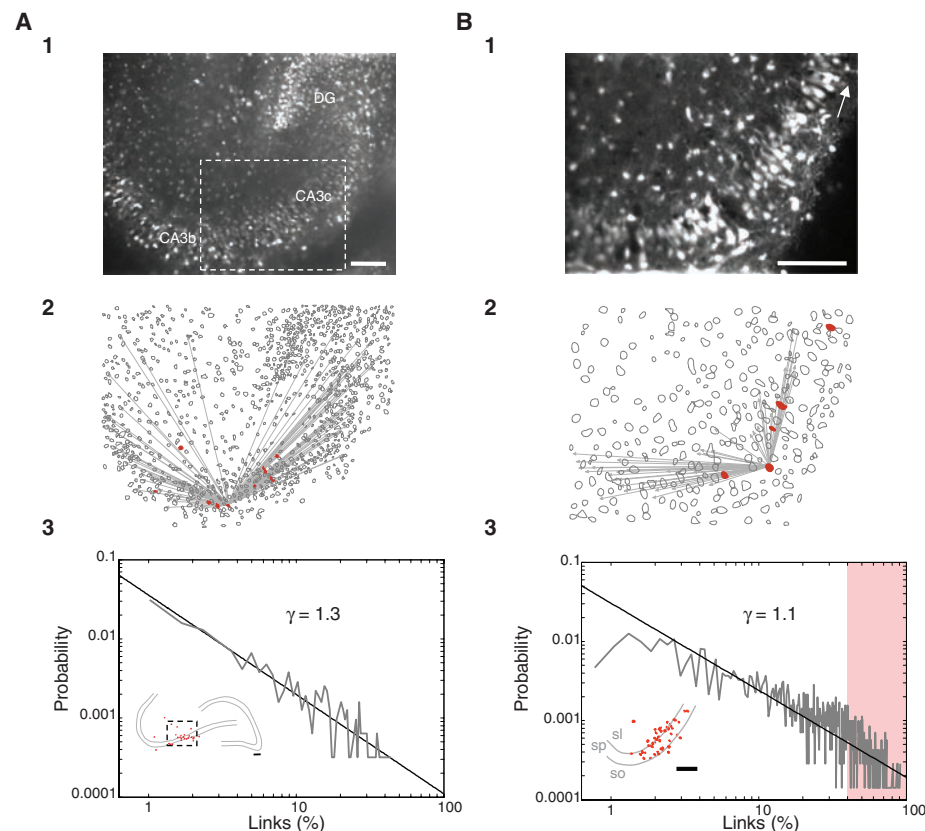 A
1
DG
CA3c
CA3b
2
3
0.1
0.01
0.001
0.0001
Probability
γ = 1.3
1
10
100
Links (%)
B
1
2
3
0.1
0.01
0.001
0.0001
Probability
γ = 1.1
sp
sl
so
1
10
100
Links (%)